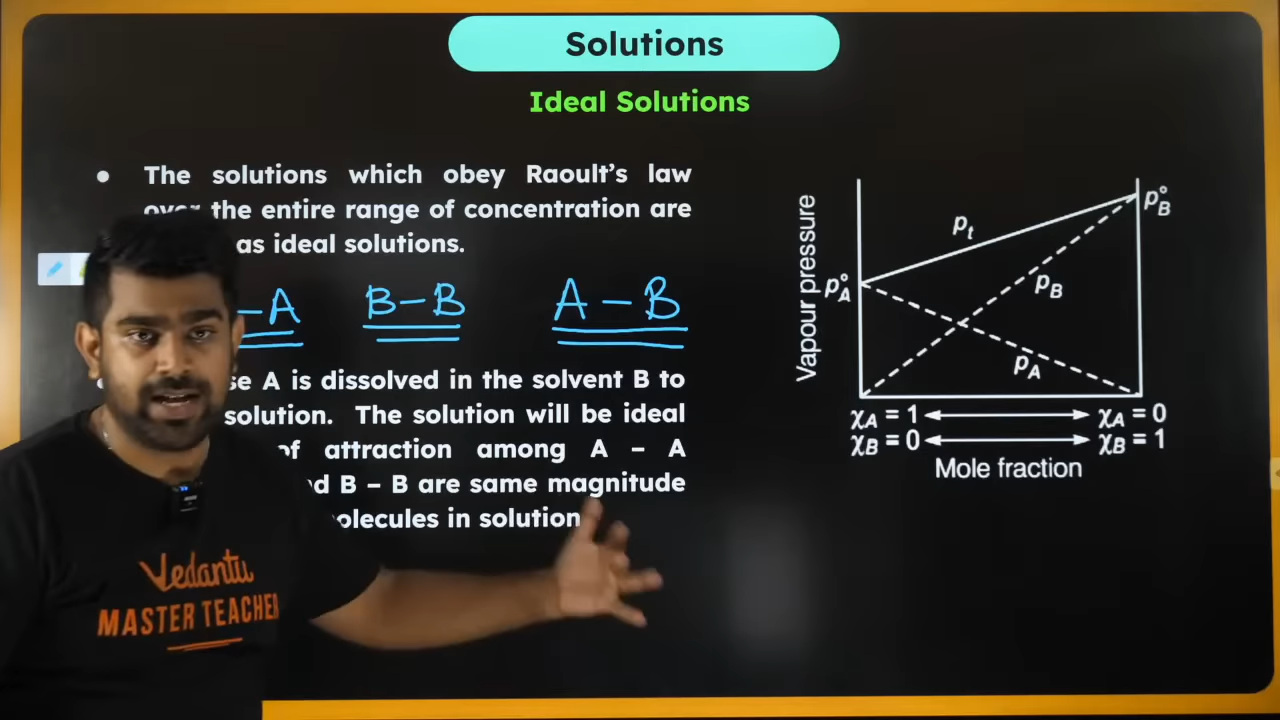 Solutions
Ideal Solutions
The solutions which obey Raoult's law
the entire range of concentration are
as ideal solutions.
–A B–B A–B
A is dissolved in the solvent B to
solution. The solution will be ideal
attraction among A – A
B – B are same magnitude
in solution
Vapour pressure
p°A
pt
pB
pA
p°B
χA = 1 χA = 0
χB = 0 χB = 1
Mole fraction
Vedantu
MASTER TEACHER